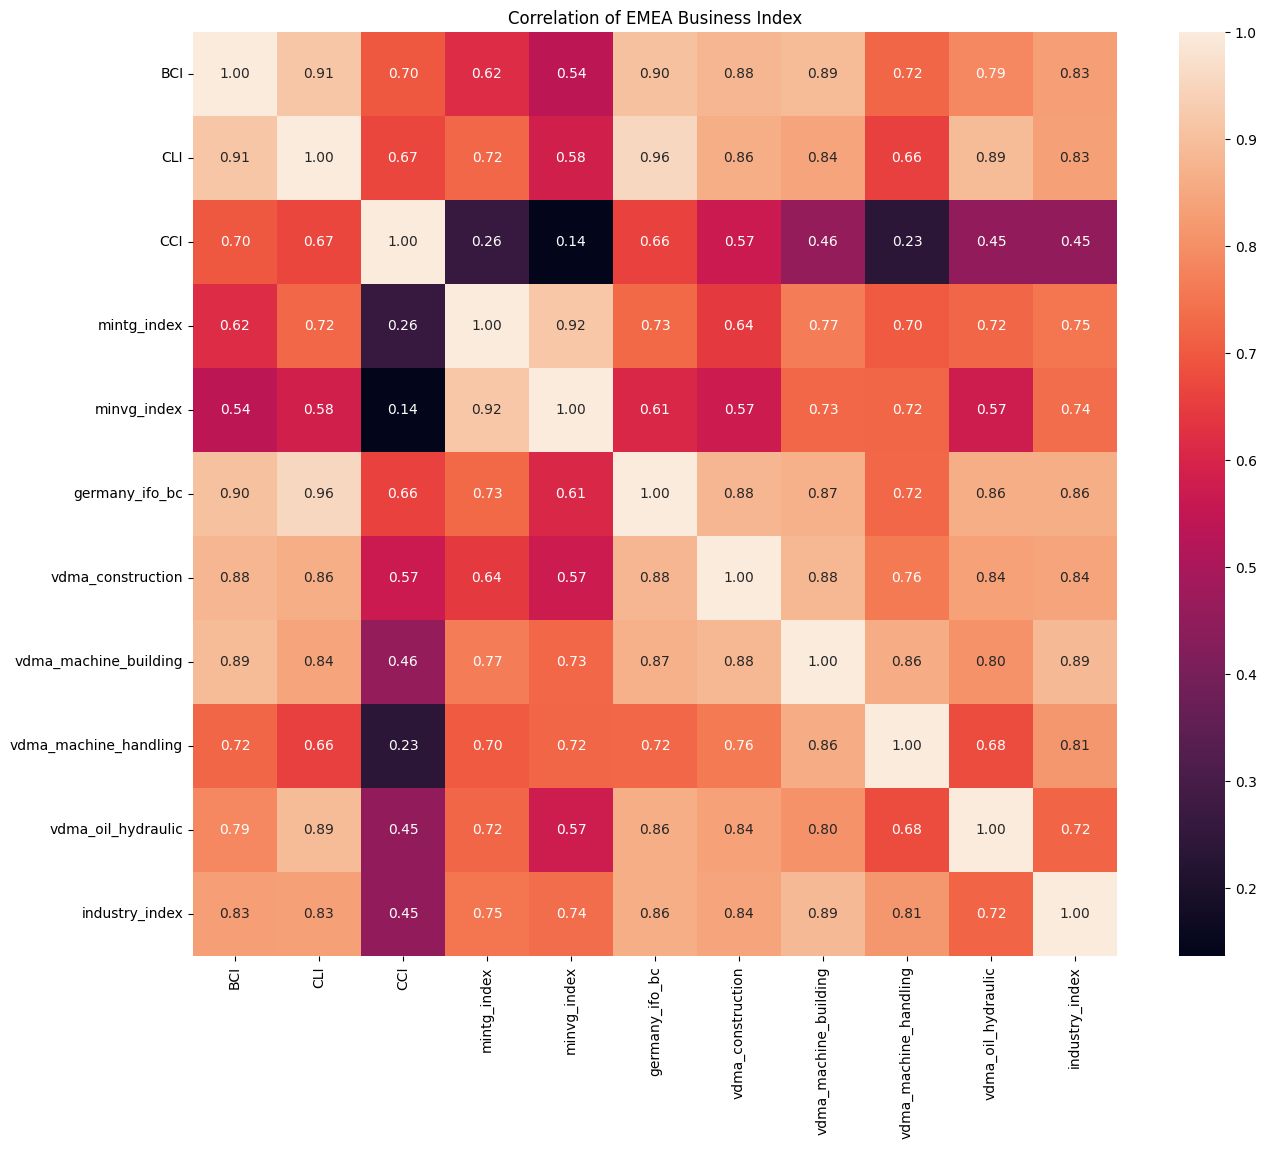 Correlation of EMEA Business Index
BCI 1.00 0.91 0.70 0.62 0.54 0.90 0.88 0.89 0.72 0.79 0.83
CLI 0.91 1.00 0.67 0.72 0.58 0.96 0.86 0.84 0.66 0.89 0.83
CCI 0.70 0.67 1.00 0.26 0.14 0.66 0.57 0.46 0.23 0.45 0.45
mintg_index 0.62 0.72 0.26 1.00 0.92 0.73 0.64 0.77 0.70 0.72 0.75
minvg_index 0.54 0.58 0.14 0.92 1.00 0.61 0.57 0.73 0.72 0.57 0.74
germany_ifo_bc 0.90 0.96 0.66 0.73 0.61 1.00 0.88 0.87 0.72 0.86 0.86
vdma_construction 0.88 0.86 0.57 0.64 0.57 0.88 1.00 0.88 0.76 0.84 0.84
vdma_machine_building 0.89 0.84 0.46 0.77 0.73 0.87 0.88 1.00 0.86 0.80 0.89
vdma_machine_handling 0.72 0.66 0.23 0.70 0.72 0.72 0.76 0.86 1.00 0.68 0.81
vdma_oil_hydraulic 0.79 0.89 0.45 0.72 0.57 0.86 0.84 0.80 0.68 1.00 0.72
industry_index 0.83 0.83 0.45 0.75 0.74 0.86 0.84 0.89 0.81 0.72 1.00
BCI
CLI
CCI
mintg_index
minvg_index
germany_ifo_bc
vdma_construction
vdma_machine_building
vdma_machine_handling
vdma_oil_hydraulic
industry_index
1.0
0.9
0.8
0.7
0.6
0.5
0.4
0.3
0.2